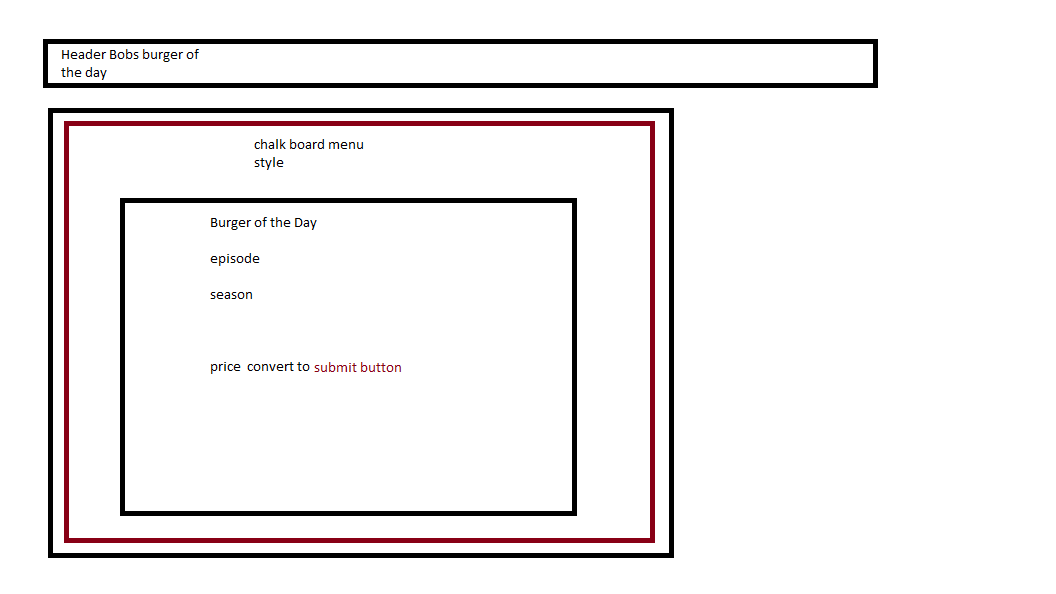 Header Bobs burger of
the day
chalk board menu
style
Burger of the Day
episode
season
price convert to submit button